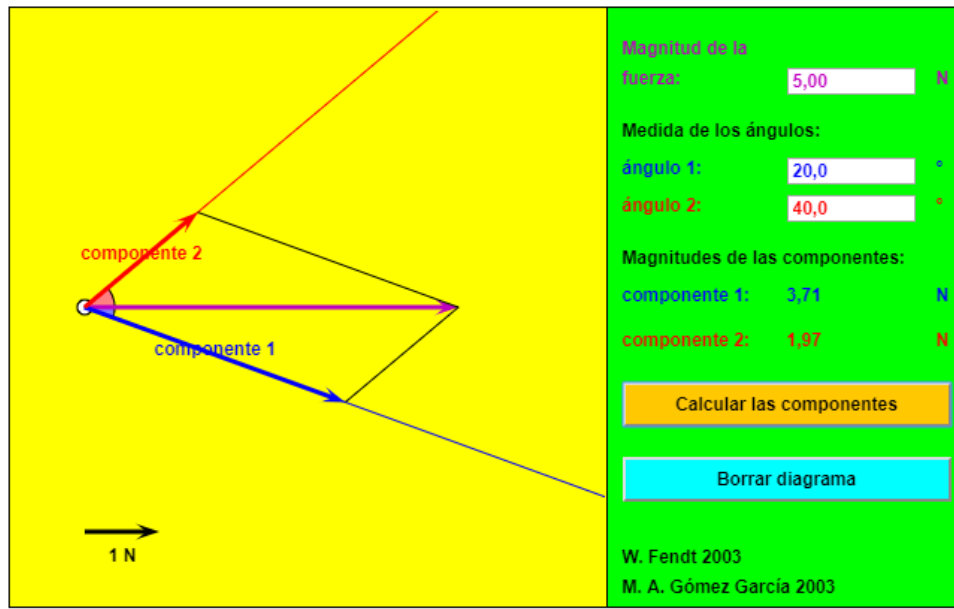 componente 2
componente 1
1 N
Magnitud de la
fuerza: 5,00 N
Medida de los ángulos:
ángulo 1: 20,0 °
ángulo 2: 40,0 °
Magnitudes de las componentes:
componente 1: 3,71 N
componente 2: 1,97 N
Calcular las componentes
Borrar diagrama
W. Fendt 2003
M. A. Gómez García 2003